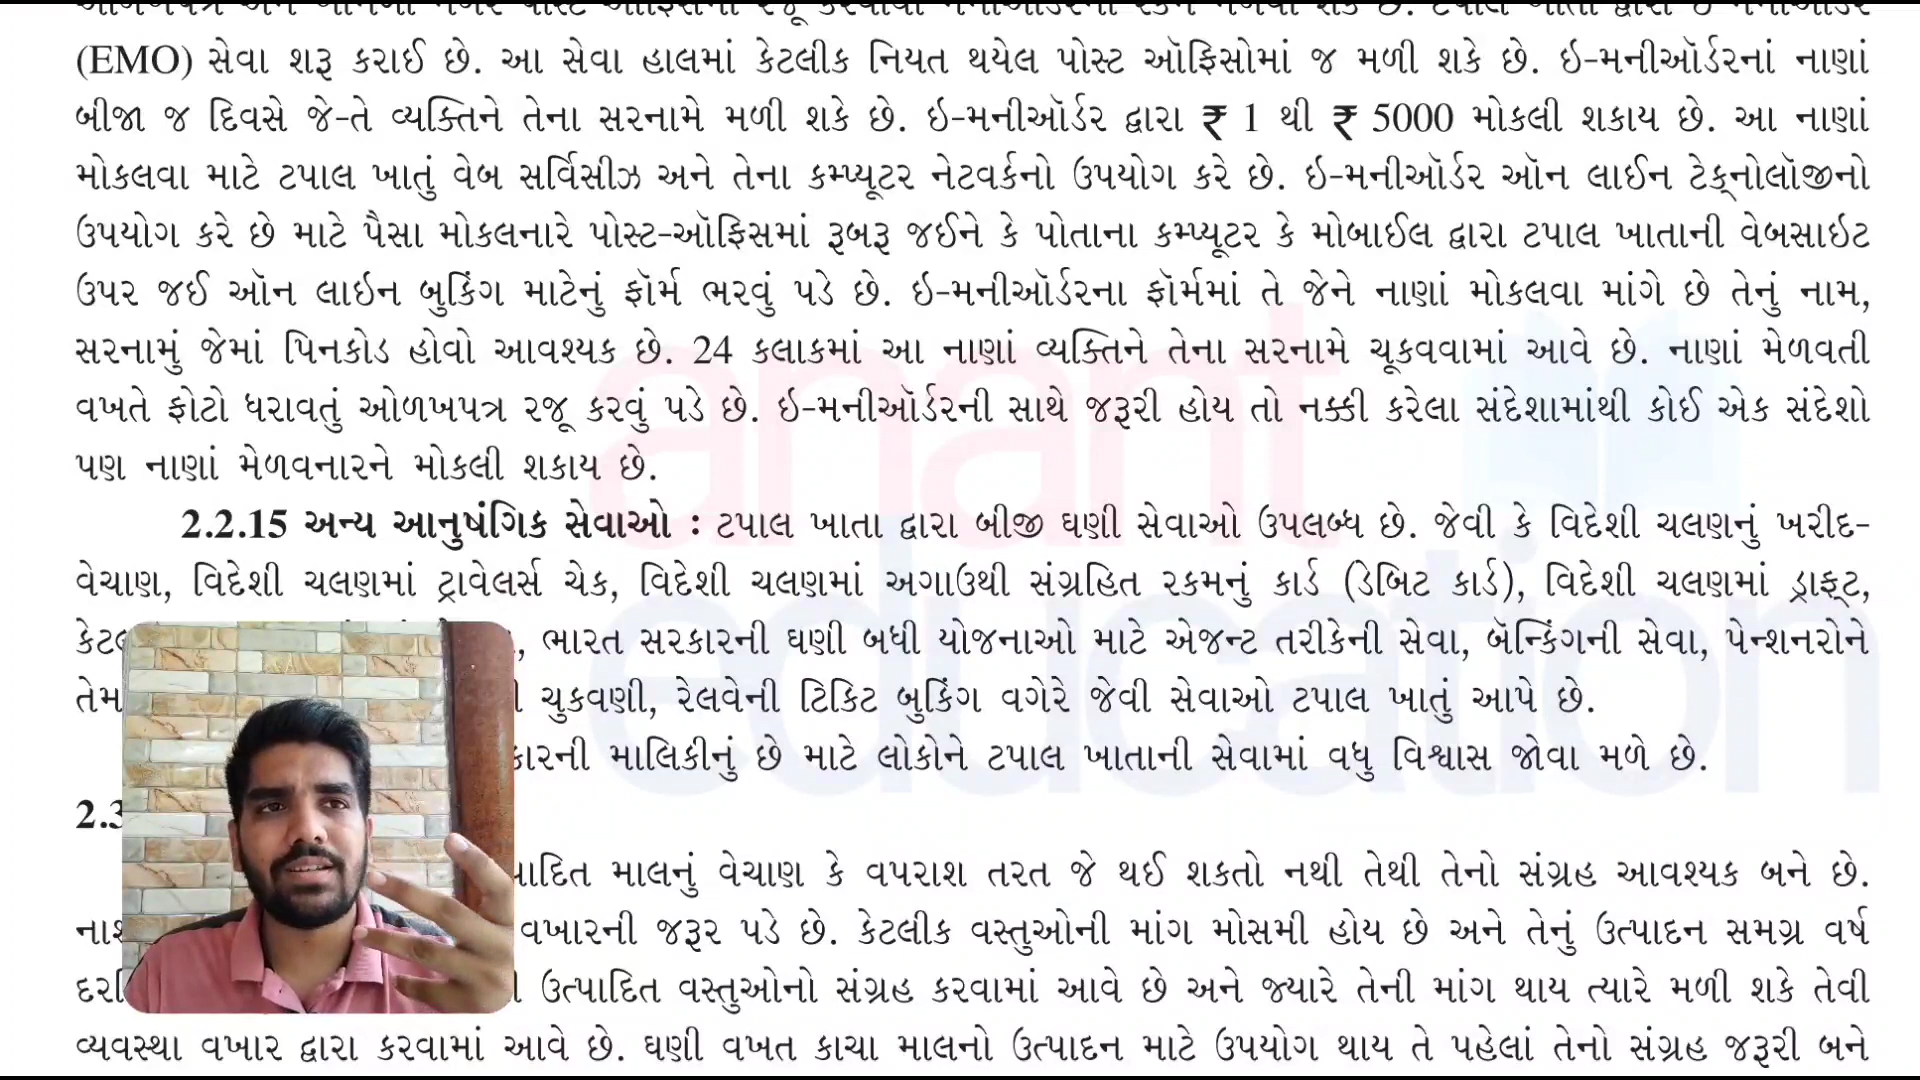 (EMO) સેવા શરૂ કરાઈ છે. આ સેવા હાલમાં કેટલીક નિયત થયેલ પોસ્ટ ઑફિસોમાં જ મળી શકે છે. ઇ-મનીઑર્ડરનાં નાણાં
બીજા જ દિવસે જે-તે વ્યક્તિને તેના સરનામે મળી શકે છે. ઇ-મનીઑર્ડર દ્વારા ₹ 1 થી ₹ 5000 મોકલી શકાય છે. આ નાણાં
મોકલવા માટે ટપાલ ખાતું વેબ સર્વિસીઝ અને તેના કમ્પ્યૂટર નેટવર્કનો ઉપયોગ કરે છે. ઇ-મનીઑર્ડર ઑન લાઈન ટેક્નોલૉજીનો
ઉપયોગ કરે છે માટે પૈસા મોકલનારે પોસ્ટ-ઑફિસમાં રૂબરૂ જઈને કે પોતાના કમ્પ્યૂટર કે મોબાઈલ દ્વારા ટપાલ ખાતાની વેબસાઇટ
ઉપર જઈ ઑન લાઇન બુકિંગ માટેનું ફૉર્મ ભરવું પડે છે. ઇ-મનીઑર્ડરના ફૉર્મમાં તે જેને નાણાં મોકલવા માંગે છે તેનું નામ,
સરનામું જેમાં પિનકોડ હોવો આવશ્યક છે. 24 કલાકમાં આ નાણાં વ્યક્તિને તેના સરનામે ચૂકવવામાં આવે છે. નાણાં મેળવતી
વખતે ફોટો ધરાવતું ઓળખપત્ર રજૂ કરવું પડે છે. ઇ-મનીઑર્ડરની સાથે જરૂરી હોય તો નક્કી કરેલા સંદેશામાંથી કોઈ એક સંદેશો
પણ નાણાં મેળવનારને મોકલી શકાય છે.
2.2.15 અન્ય આનુષંગિક સેવાઓ : ટપાલ ખાતા દ્વારા બીજી ઘણી સેવાઓ ઉપલબ્ધ છે. જેવી કે વિદેશી ચલણનું ખરીદ-
વેચાણ, વિદેશી ચલણમાં ટ્રાવેલર્સ ચેક, વિદેશી ચલણમાં અગાઉથી સંગ્રહિત રકમનું કાર્ડ (ડેબિટ કાર્ડ), વિદેશી ચલણમાં ડ્રાફ્ટ,
ભારત સરકારની ઘણી બધી યોજનાઓ માટે એજન્ટ તરીકેની સેવા, બૅન્કિંગની સેવા, પેન્શનરોને
ચુકવણી, રેલવેની ટિકિટ બુકિંગ વગેરે જેવી સેવાઓ ટપાલ ખાતું આપે છે.
માલિકીનું છે માટે લોકોને ટપાલ ખાતાની સેવામાં વધુ વિશ્વાસ જોવા મળે છે.
માલનું વેચાણ કે વપરાશ તરત જે થઈ શકતો નથી તેથી તેનો સંગ્રહ આવશ્યક બને છે.
વખારની જરૂર પડે છે. કેટલીક વસ્તુઓની માંગ મોસમી હોય છે અને તેનું ઉત્પાદન સમગ્ર વર્ષ
ઉત્પાદિત વસ્તુઓનો સંગ્રહ કરવામાં આવે છે અને જ્યારે તેની માંગ થાય ત્યારે મળી શકે તેવી
વ્યવસ્થા વખાર દ્વારા કરવામાં આવે છે. ઘણી વખત કાચા માલનો ઉત્પાદન માટે ઉપયોગ થાય તે પહેલાં તેનો સંગ્રહ જરૂરી બને
anant
education